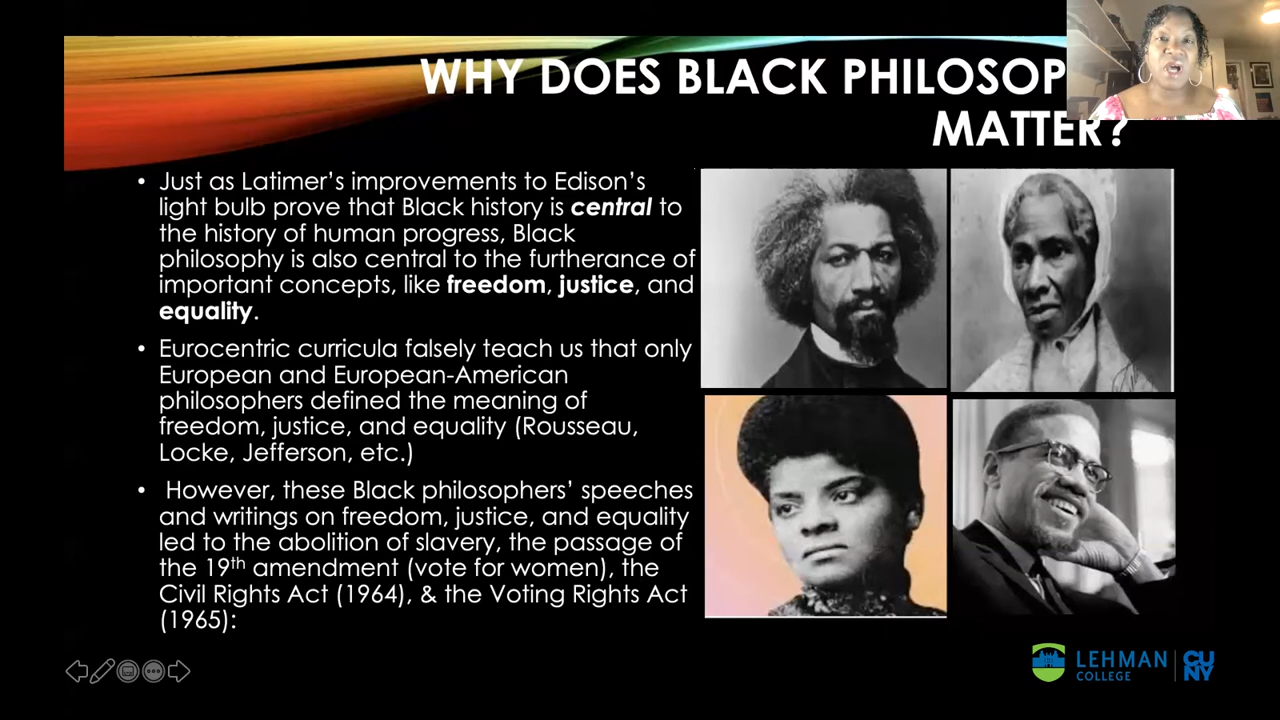 WHY DOES BLACK PHILOSOP
MATTER?
• Just as Latimer's improvements to Edison's
light bulb prove that Black history is central to
the history of human progress, Black
philosophy is also central to the furtherance of
important concepts, like freedom, justice, and
equality.
• Eurocentric curricula falsely teach us that only
European and European-American
philosophers defined the meaning of
freedom, justice, and equality (Rousseau,
Locke, Jefferson, etc.)
• However, these Black philosophers' speeches
and writings on freedom, justice, and equality
led to the abolition of slavery, the passage of
the 19th amendment (vote for women), the
Civil Rights Act (1964), & the Voting Rights Act
(1965):
LEHMAN
COLLEGE
CU
NY